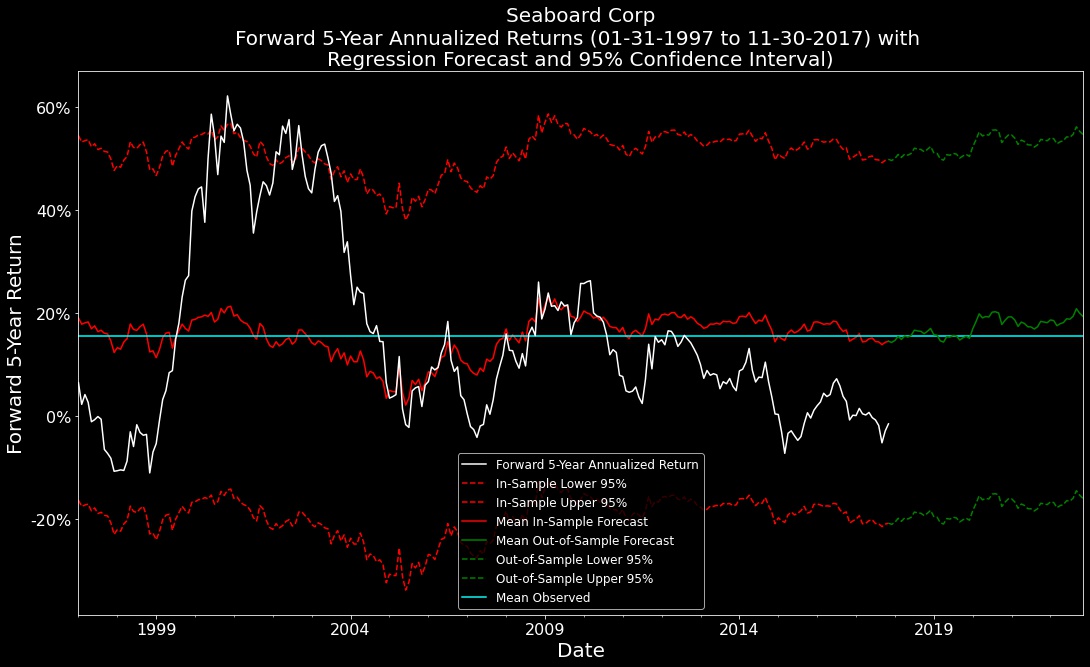 Seaboard Corp
Forward 5-Year Annualized Returns (01-31-1997 to 11-30-2017) with
Regression Forecast and 95% Confidence Interval)
Forward 5-Year Return
60%
40%
20%
0%
-20%
Forward 5-Year Annualized Return
In-Sample Lower 95%
In-Sample Upper 95%
Mean In-Sample Forecast
Mean Out-of-Sample Forecast
Out-of-Sample Lower 95%
Out-of-Sample Upper 95%
Mean Observed
1999 2004 2009 2014 2019
Date